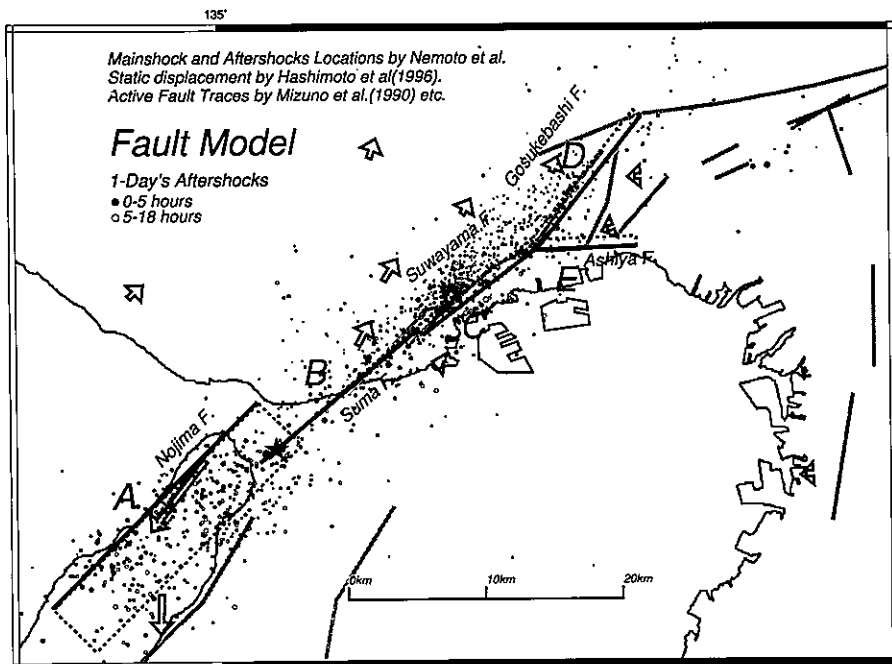 135°
Mainshock and Aftershocks Locations by Nemoto et al.
Static displacement by Hashimoto et al(1996).
Active Fault Traces by Mizuno et al.(1990) etc.
Fault Model
1-Day's Aftershocks
0-5 hours
5-18 hours
Gosukebashi F.
D
Suwayama F.
Ashiya F.
E
B
Suma F.
Nojima F.
A
0km 10km 20km